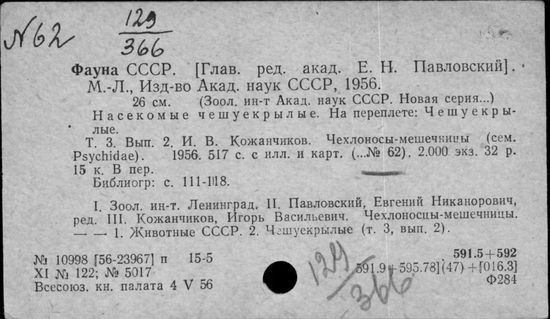 №62
129
366
Фауна СССР. [Глав. ред. акад. Е. Н. Павловский].
М.-Л., Изд-во Акад. наук СССР, 1956.
26 см. (Зоол. ин-т Акад. наук СССР. Новая серия...)
Насекомые чешуекрылые. На переплете: Чешуекры-
лые.
Т. 3. Вып. 2. И. В. Кожанчиков. Чехлоносы-мешечницы (сем.
Psychidae). 1956. 517 с. с илл. и карт. (...№ 62). 2.000 экз. 32 р.
15 к. В пер.
Библиогр: с. 111-118.
I. Зоол. ин-т. Ленинград. II. Павловский, Евгений Никанорович,
ред. III. Кожанчиков, Игорь Васильевич. Чехлоносы-мешечницы.
— — 1. Животные СССР. 2. Чешуекрылые (т. 3, вып. 2).
№ 10998 [56-23967] п 15-5
591.5+592
XI № 122; № 5017
591.9+595.78](47)+[016.3]
Всесоюз. кн. палата 4 V 56
Ф284
129
366